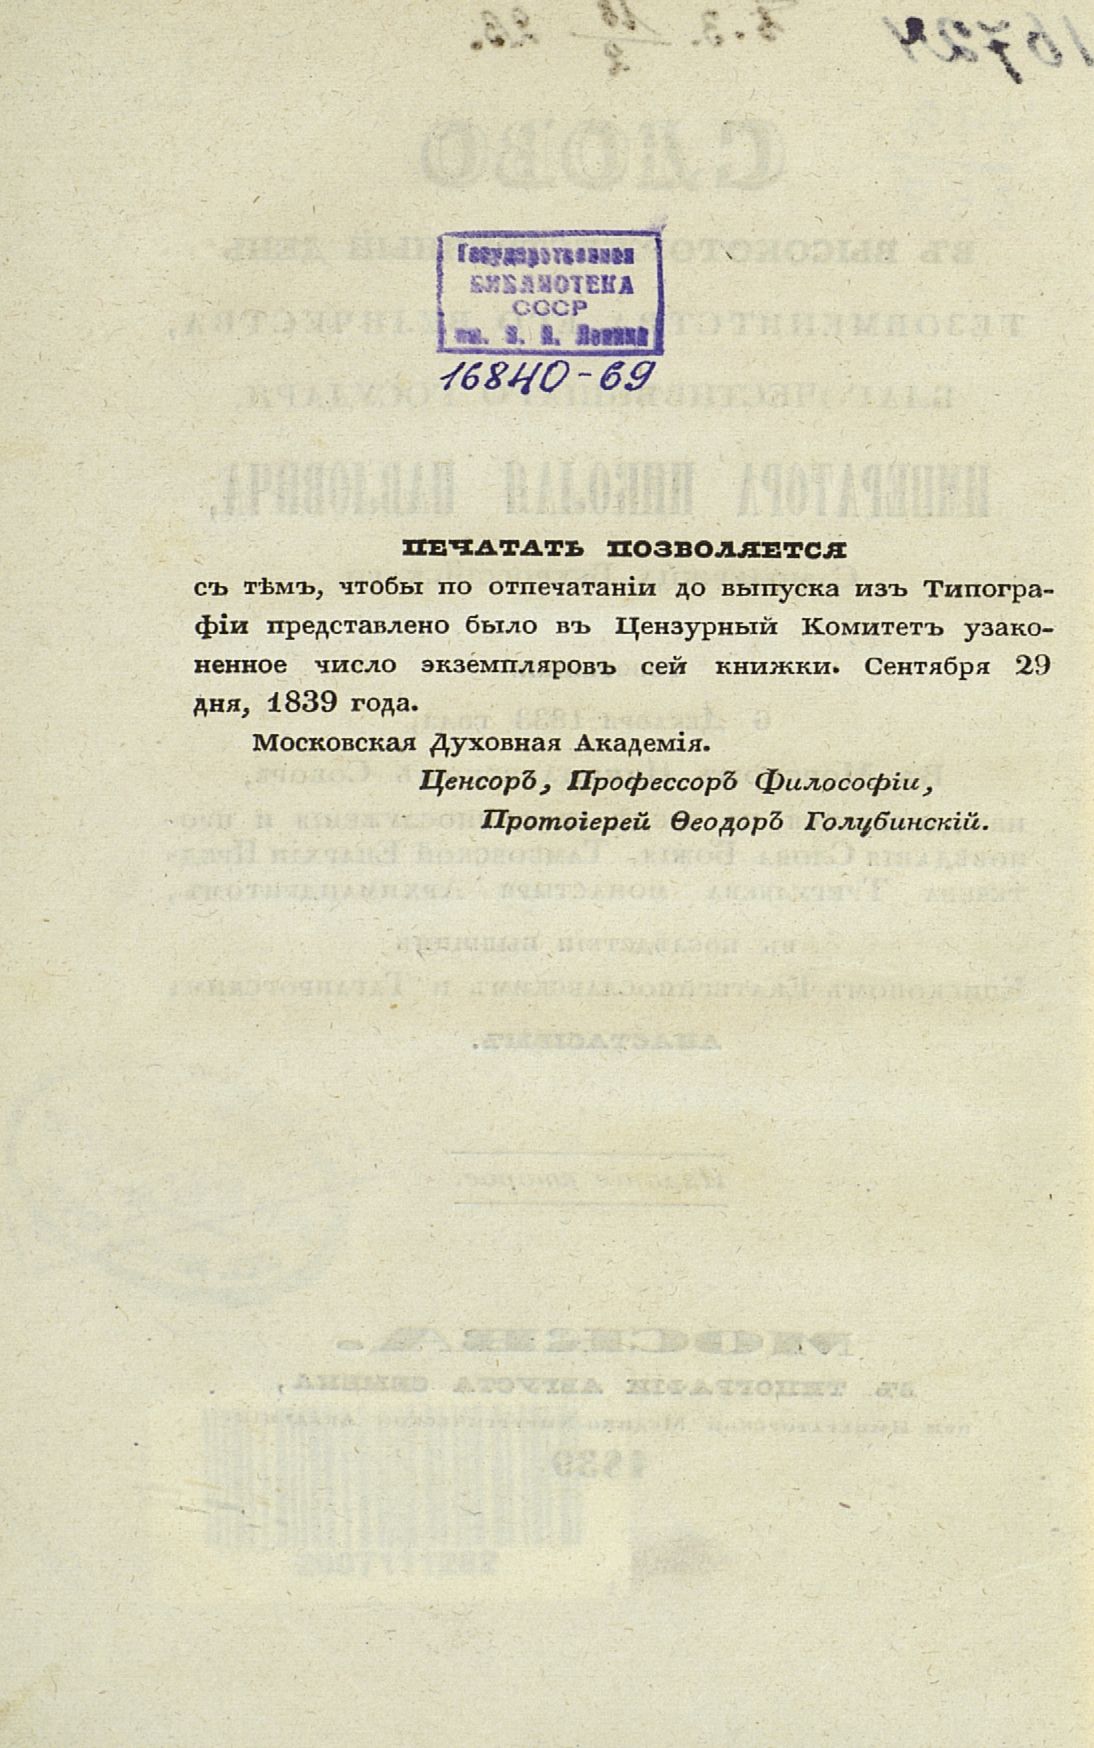 Государственная
БИБЛИОТЕКА
СССР
им. В. И. Ленина
16840-69
ПЕЧАТАТЬ ПОЗВОЛЯЕТСЯ
съ тѣмъ, чтобы по отпечатаніи до выпуска изъ Типогра-
фіи представлено было въ Цензурный Комитетъ узако-
ненное число экземпляровъ сей книжки. Сентября 29
дня, 1839 года.
Московская Духовная Академія.
Ценсоръ, Профессоръ Философіи,
Протоіерей Ѳеодоръ Голубинскій.